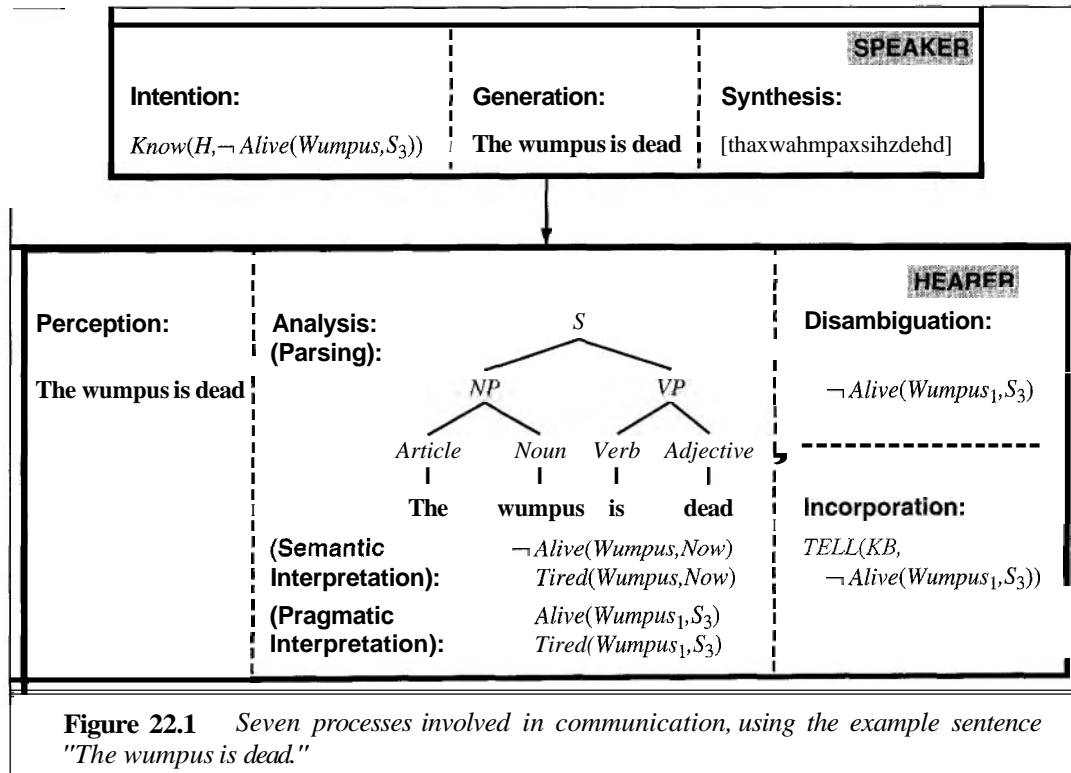 SPEAKER
Intention:
Know(H,¬ Alive(Wumpus,S₃))
Generation:
The wumpus is dead
Synthesis:
[thaxwahmpaxsihzdehd]
HEARER
Perception:
The wumpus is dead
Analysis:
(Parsing):
S
NP VP
Article Noun Verb Adjective
The wumpus is dead
(Semantic
Interpretation):
¬ Alive(Wumpus,Now)
Tired(Wumpus,Now)
(Pragmatic
Interpretation):
Alive(Wumpus₁,S₃)
Tired(Wumpus₁,S₃)
Disambiguation:
¬ Alive(Wumpus₁,S₃)
Incorporation:
TELL(KB,
¬ Alive(Wumpus₁,S₃))
Figure 22.1 Seven processes involved in communication, using the example sentence
"The wumpus is dead."